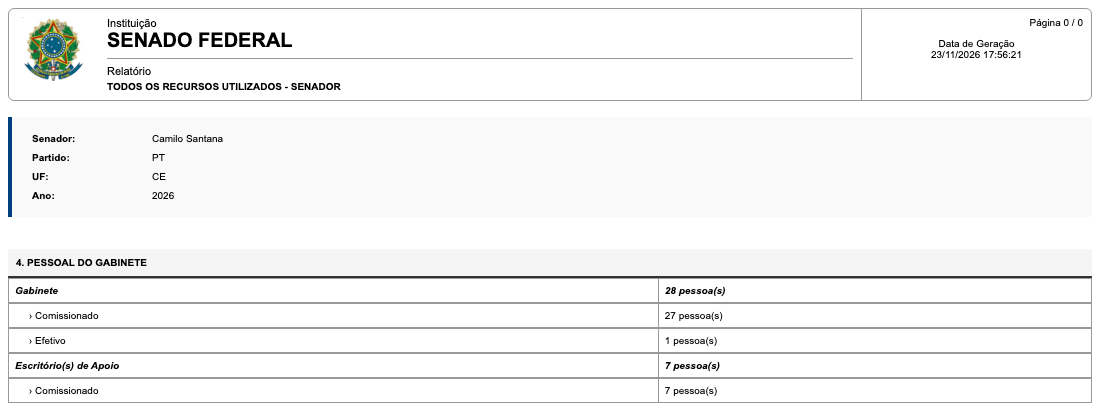 Instituição
SENADO FEDERAL
Relatório
TODOS OS RECURSOS UTILIZADOS - SENADOR
Página 0 / 0
Data de Geração
23/11/2026 17:56:21
Senador: Camilo Santana
Partido: PT
UF: CE
Ano: 2026
4. PESSOAL DO GABINETE
Gabinete 28 pessoa(s)
› Comissionado 27 pessoa(s)
› Efetivo 1 pessoa(s)
Escritório(s) de Apoio 7 pessoa(s)
› Comissionado 7 pessoa(s)